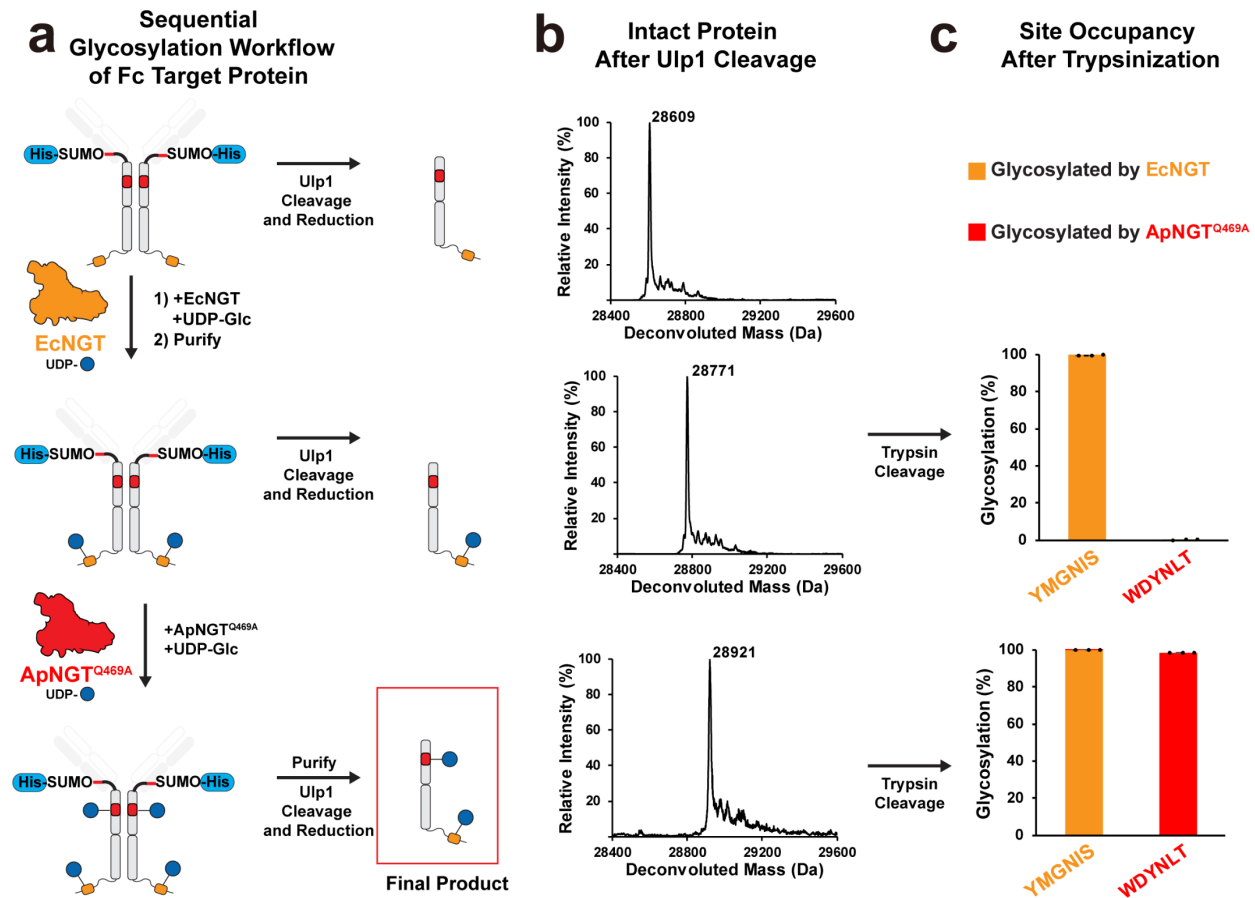 a
Sequential
Glycosylation Workflow
of Fc Target Protein
His-SUMO
SUMO-His
Ulp1
Cleavage
and Reduction
EcNGT
UDP-
1) +EcNGT
+UDP-Glc
2) Purify
His-SUMO
SUMO-His
Ulp1
Cleavage
and Reduction
ApNGTQ469A
UDP-
+ApNGTQ469A
+UDP-Glc
His-SUMO
SUMO-His
Purify
Ulp1
Cleavage
and Reduction
Final Product
b
Intact Protein
After Ulp1 Cleavage
28609
Relative Intensity (%)
100
80
60
40
20
28400 28800 29200 29600
Deconvoluted Mass (Da)
28771
Relative Intensity (%)
100
80
60
40
20
28400 28800 29200 29600
Deconvoluted Mass (Da)
Trypsin
Cleavage
28921
Relative Intensity (%)
100
80
60
40
20
28400 28800 29200 29600
Deconvoluted Mass (Da)
Trypsin
Cleavage
c
Site Occupancy
After Trypsinization
Glycosylated by EcNGT
Glycosylated by ApNGTQ469A
Glycosylation (%)
100
80
60
40
20
0
YMGNIS
WDYNLT
Glycosylation (%)
100
80
60
40
20
0
YMGNIS
WDYNLT